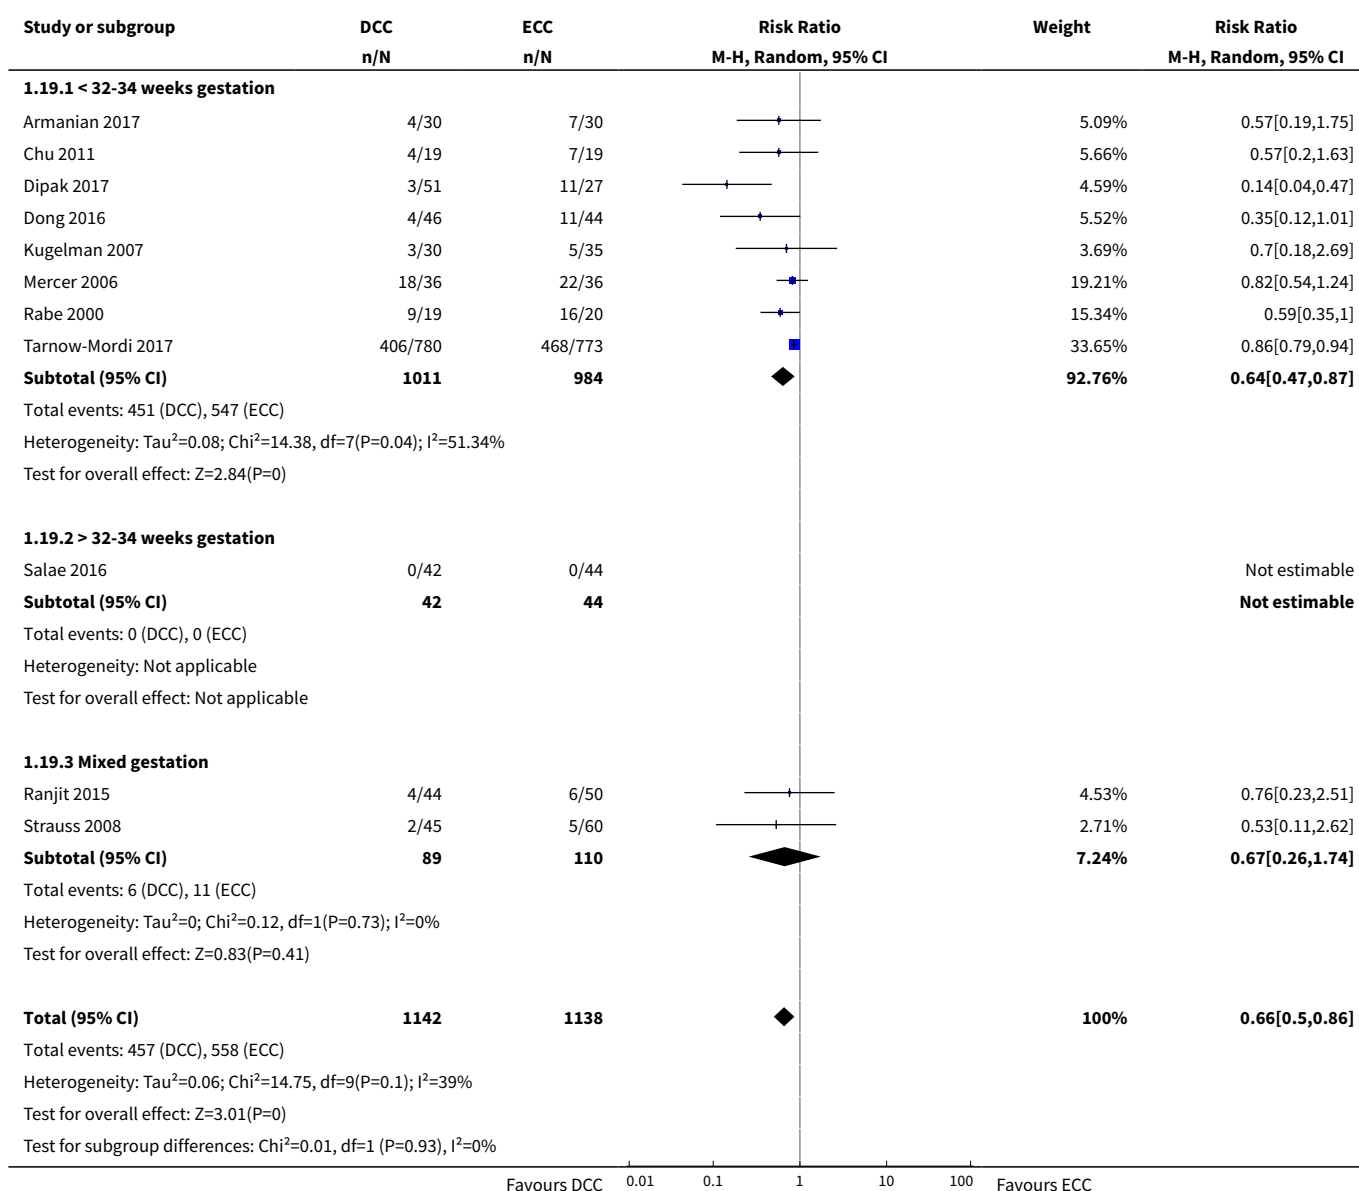 Study or subgroup DCC ECC Risk Ratio Weight Risk Ratio
n/N n/N M-H, Random, 95% CI M-H, Random, 95% CI
1.19.1 < 32-34 weeks gestation
Armanian 2017 4/30 7/30 5.09% 0.57[0.19,1.75]
Chu 2011 4/19 7/19 5.66% 0.57[0.2,1.63]
Dipak 2017 3/51 11/27 4.59% 0.14[0.04,0.47]
Dong 2016 4/46 11/44 5.52% 0.35[0.12,1.01]
Kugelman 2007 3/30 5/35 3.69% 0.7[0.18,2.69]
Mercer 2006 18/36 22/36 19.21% 0.82[0.54,1.24]
Rabe 2000 9/19 16/20 15.34% 0.59[0.35,1]
Tarnow-Mordi 2017 406/780 468/773 33.65% 0.86[0.79,0.94]
Subtotal (95% CI) 1011 984 92.76% 0.64[0.47,0.87]
Total events: 451 (DCC), 547 (ECC)
Heterogeneity: Tau²=0.08; Chi²=14.38, df=7(P=0.04); I²=51.34%
Test for overall effect: Z=2.84(P=0)
1.19.2 > 32-34 weeks gestation
Salae 2016 0/42 0/44 Not estimable
Subtotal (95% CI) 42 44 Not estimable
Total events: 0 (DCC), 0 (ECC)
Heterogeneity: Not applicable
Test for overall effect: Not applicable
1.19.3 Mixed gestation
Ranjit 2015 4/44 6/50 4.53% 0.76[0.23,2.51]
Strauss 2008 2/45 5/60 2.71% 0.53[0.11,2.62]
Subtotal (95% CI) 89 110 7.24% 0.67[0.26,1.74]
Total events: 6 (DCC), 11 (ECC)
Heterogeneity: Tau²=0; Chi²=0.12, df=1(P=0.73); I²=0%
Test for overall effect: Z=0.83(P=0.41)
Total (95% CI) 1142 1138 100% 0.66[0.5,0.86]
Total events: 457 (DCC), 558 (ECC)
Heterogeneity: Tau²=0.06; Chi²=14.75, df=9(P=0.1); I²=39%
Test for overall effect: Z=3.01(P=0)
Test for subgroup differences: Chi²=0.01, df=1 (P=0.93), I²=0%
Favours DCC 0.01 0.1 1 10 100 Favours ECC